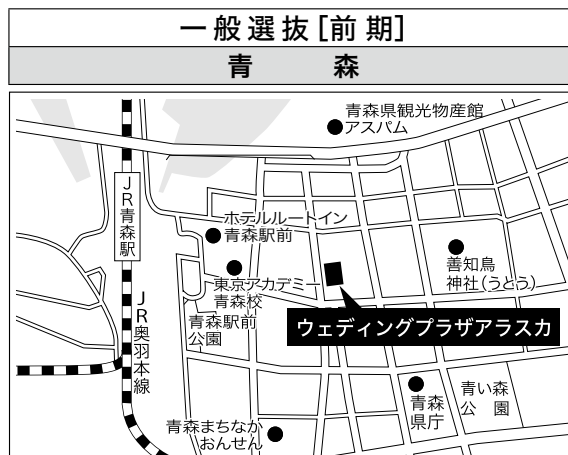 一般選抜[前期]
青　森
青森県観光物産館
アスパム
JR青森駅
ホテルルートイン
青森駅前
東京アカデミー
青森校
善知鳥
神社(うとう)
JR奥羽本線
青森駅前
公園
ウェディングプラザアラスカ
青森
県庁
青い森
公　園
青森まちなか
おんせん